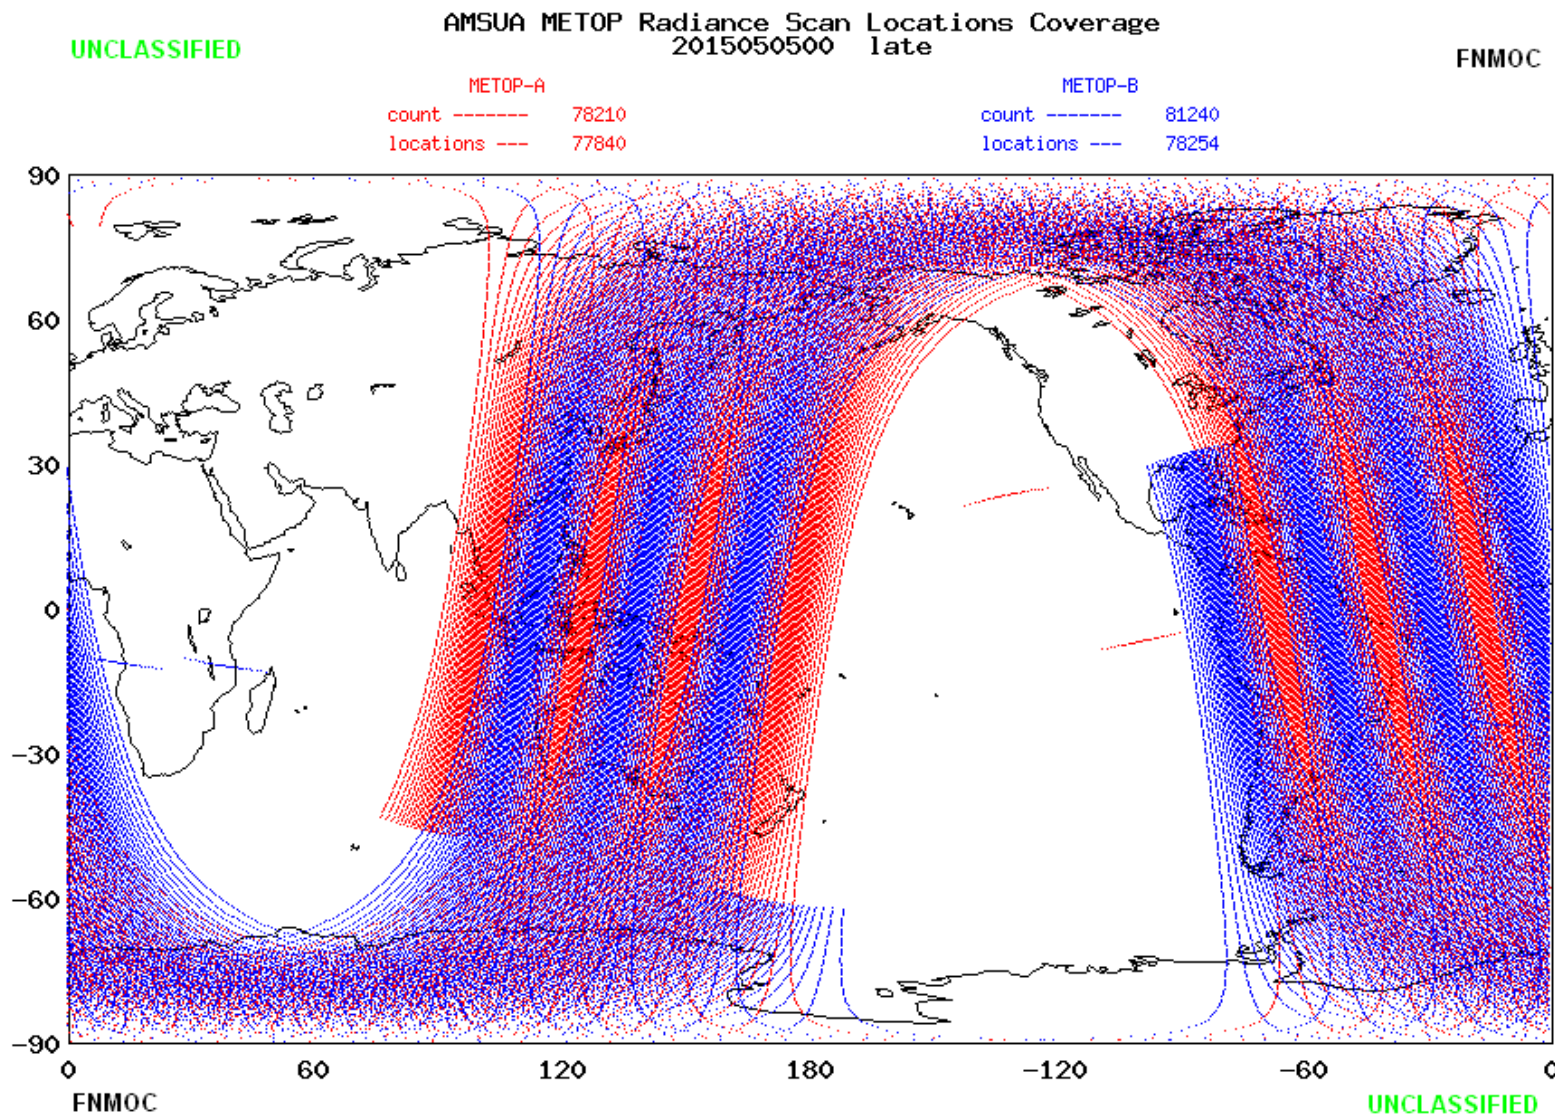 AMSUA METOP Radiance Scan Locations Coverage
2015050500 late
UNCLASSIFIED
FNMOC
METOP-A
count ------- 78210
locations --- 77840
METOP-B
count ------- 81240
locations --- 78254
90
60
30
0
-30
-60
-90
0 60 120 180 -120 -60 0
FNMOC
UNCLASSIFIED